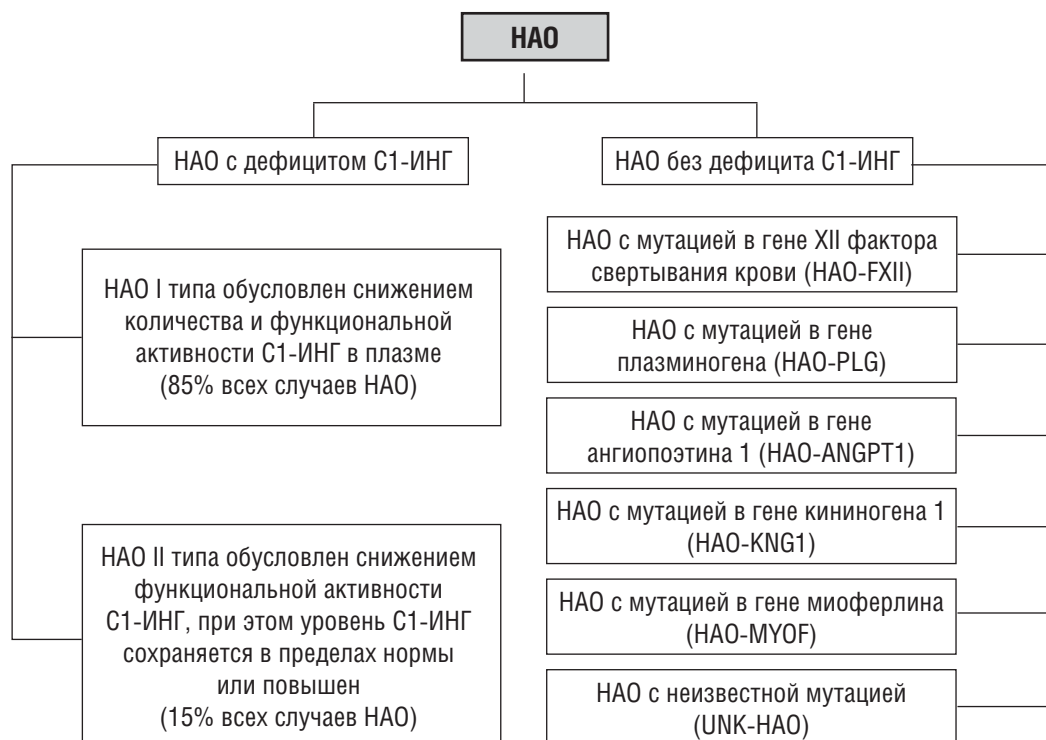 НАО
НАО с дефицитом С1-ИНГ
НАО I типа обусловлен снижением
количества и функциональной
активности С1-ИНГ в плазме
(85% всех случаев НАО)
НАО II типа обусловлен снижением
функциональной активности
С1-ИНГ, при этом уровень С1-ИНГ
сохраняется в пределах нормы
или повышен
(15% всех случаев НАО)
НАО без дефицита С1-ИНГ
НАО с мутацией в гене XII фактора
свертывания крови (НАО-FXII)
НАО с мутацией в гене
плазминогена (НАО-PLG)
НАО с мутацией в гене
ангиопоэтина 1 (НАО-ANGPT1)
НАО с мутацией в гене кининогена 1
(НАО-KNG1)
НАО с мутацией в гене миоферлина
(НАО-MYOF)
НАО с неизвестной мутацией
(UNK-НАО)